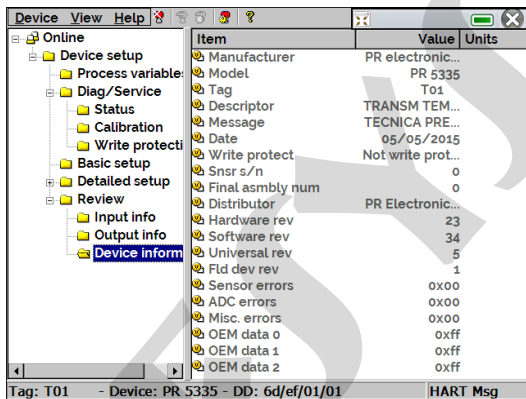 Device View Help
Online
Device setup
Process variable
Diag/Service
Status
Calibration
Write protecti
Basic setup
Detailed setup
Review
Input info
Output info
Device inform
Item Value Units
Manufacturer PR electronic...
Model PR 5335
Tag T01
Descriptor TRANSM TEM...
Message TECNICA PRE...
Date 05/05/2015
Write protect Not write prot...
Snsr s/n 0
Final asmbly num 0
Distributor PR Electronic...
Hardware rev 23
Software rev 34
Universal rev 5
Fld dev rev 1
Sensor errors 0x00
ADC errors 0x00
Misc. errors 0x00
OEM data 0 0xff
OEM data 1 0xff
OEM data 2 0xff
Tag: T01 - Device: PR 5335 - DD: 6d/ef/01/01 HART Msg